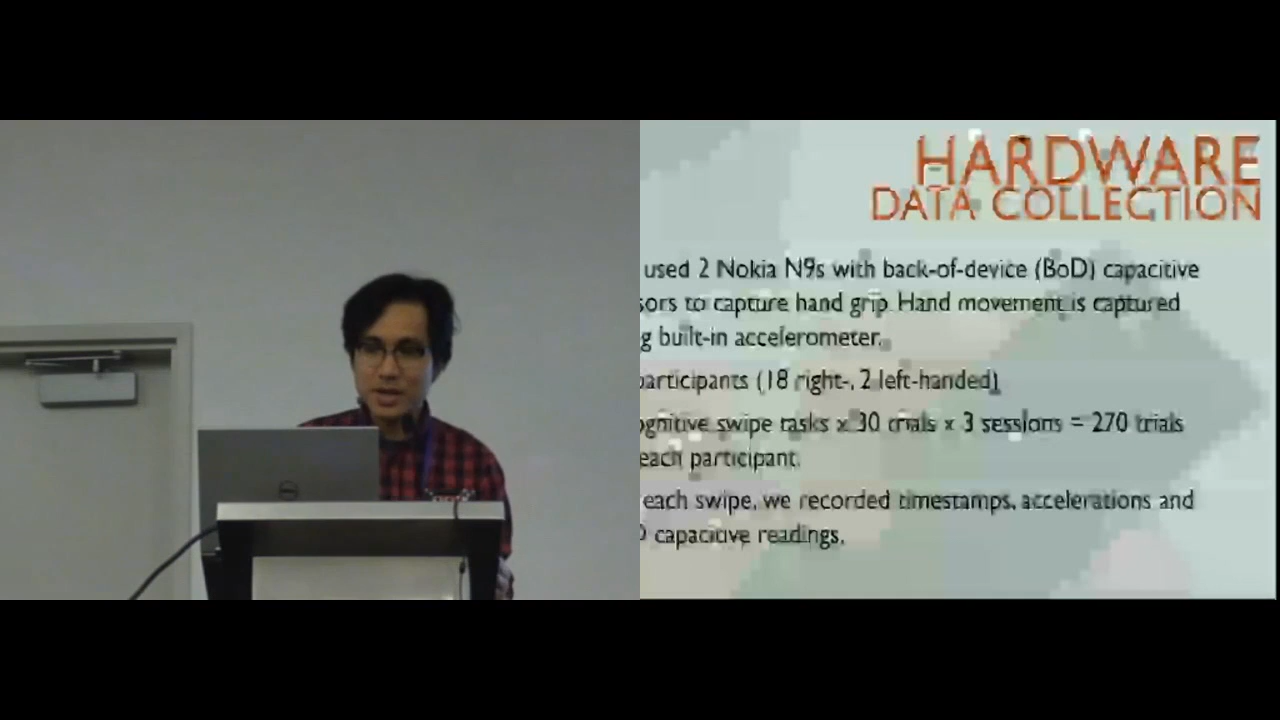 HARDWARE
DATA COLLECTION
used 2 Nokia N9s with back-of-device (BoD) capacitive
sors to capture hand grip. Hand movement is captured
g built-in accelerometer.
participants (18 right-, 2 left-handed)
ognitive swipe tasks x 30 trials x 3 sessions = 270 trials
each participant.
each swipe, we recorded timestamps, accelerations and
D capacitive readings.
DELL